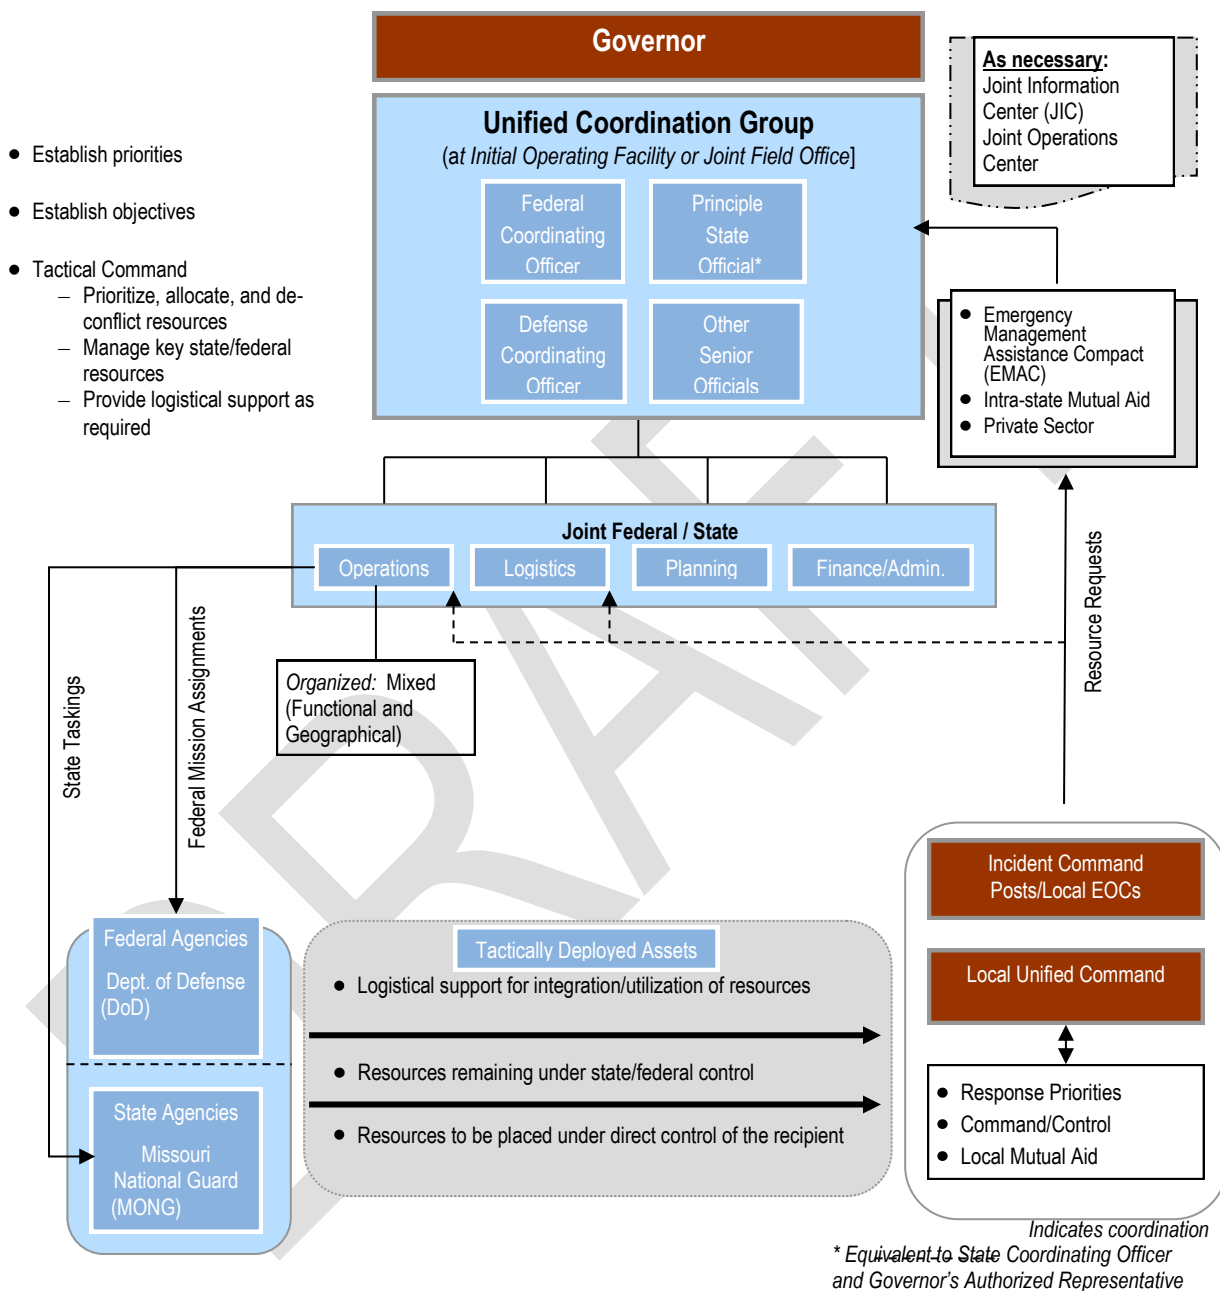 Governor
As necessary:
Joint Information
Center (JIC)
Joint Operations
Center
Unified Coordination Group
(at Initial Operating Facility or Joint Field Office]
Federal
Coordinating
Officer
Principle
State
Official*
Defense
Coordinating
Officer
Other
Senior
Officials
● Establish priorities
● Establish objectives
● Tactical Command
– Prioritize, allocate, and de-
conflict resources
– Manage key state/federal
resources
– Provide logistical support as
required
● Emergency
Management
Assistance Compact
(EMAC)
● Intra-state Mutual Aid
● Private Sector
Joint Federal / State
Operations
Logistics
Planning
Finance/Admin.
Organized: Mixed
(Functional and
Geographical)
State Taskings
Federal Mission Assignments
Resource Requests
Federal Agencies
Dept. of Defense
(DoD)
State Agencies
Missouri
National Guard
(MONG)
Tactically Deployed Assets
● Logistical support for integration/utilization of resources
● Resources remaining under state/federal control
● Resources to be placed under direct control of the recipient
Incident Command
Posts/Local EOCs
Local Unified Command
● Response Priorities
● Command/Control
● Local Mutual Aid
Indicates coordination
* Equivalent to State Coordinating Officer
and Governor's Authorized Representative
DRAFT